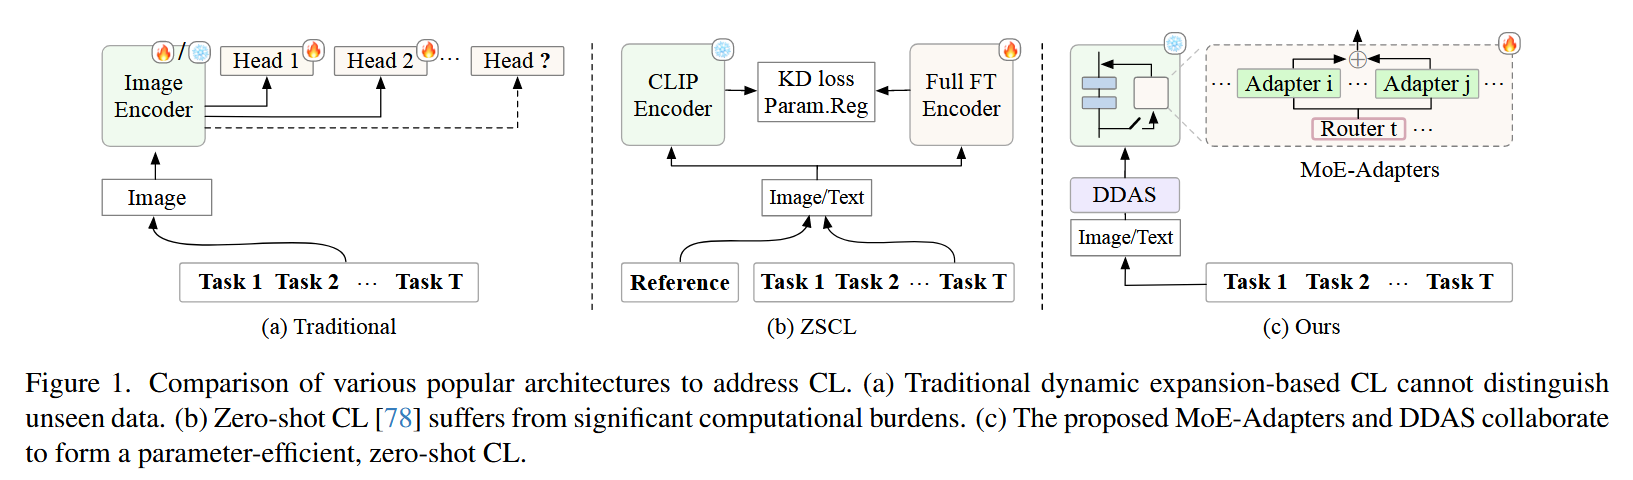 Image
Encoder
Head 1
Head 2
...
Head ?
Image
Task 1 Task 2 ... Task T
(a) Traditional
CLIP
Encoder
KD loss
Param.Reg
Full FT
Encoder
Image/Text
Reference
Task 1 Task 2 ... Task T
(b) ZSCL
... Adapter i ... Adapter j ...
Router t ...
MoE-Adapters
DDAS
Image/Text
Task 1 Task 2 ... Task T
(c) Ours
Figure 1. Comparison of various popular architectures to address CL. (a) Traditional dynamic expansion-based CL cannot distinguish
unseen data. (b) Zero-shot CL [78] suffers from significant computational burdens. (c) The proposed MoE-Adapters and DDAS collaborate
to form a parameter-efficient, zero-shot CL.